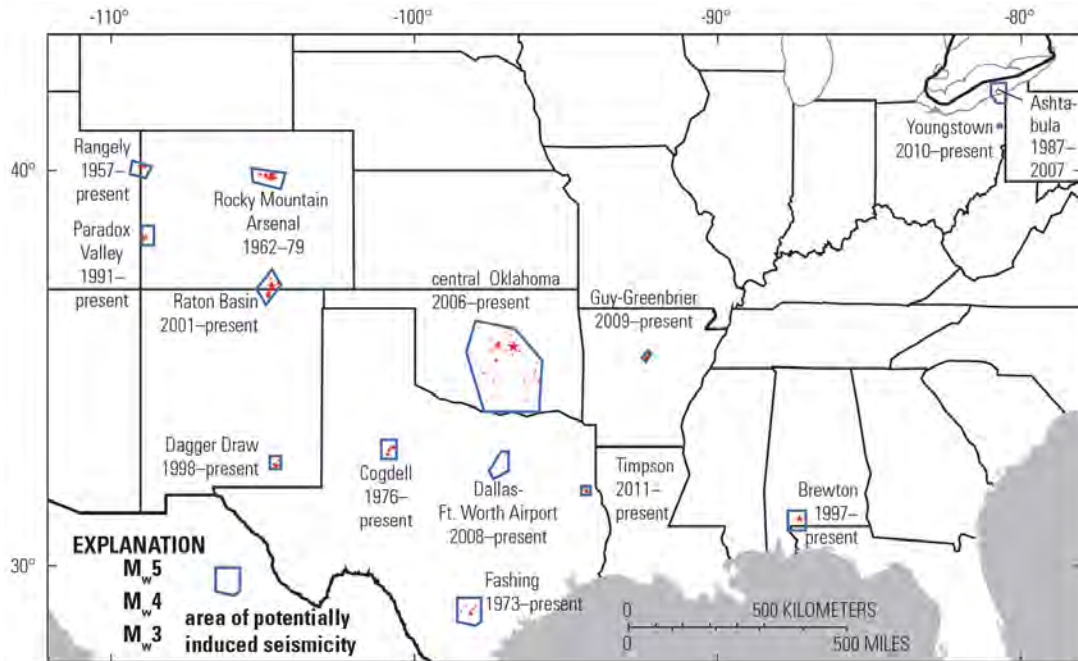 -110°
-100°
-90°
-80°
40°
30°
Rangely
1957–
present
Rocky Mountain
Arsenal
1962–79
Paradox
Valley
1991–
present
Raton Basin
2001–present
central Oklahoma
2006–present
Guy-Greenbrier
2009–present
Youngstown
2010–present
Ashta-
bula
1987–
2007
Dagger Draw
1998–present
Cogdell
1976–
present
Dallas-
Ft. Worth Airport
2008–present
Timpson
2011–
present
Brewton
1997–
present
Fashing
1973–present
EXPLANATION
Mw5
Mw4
Mw3
area of potentially
induced seismicity
0 500 KILOMETERS
0 500 MILES